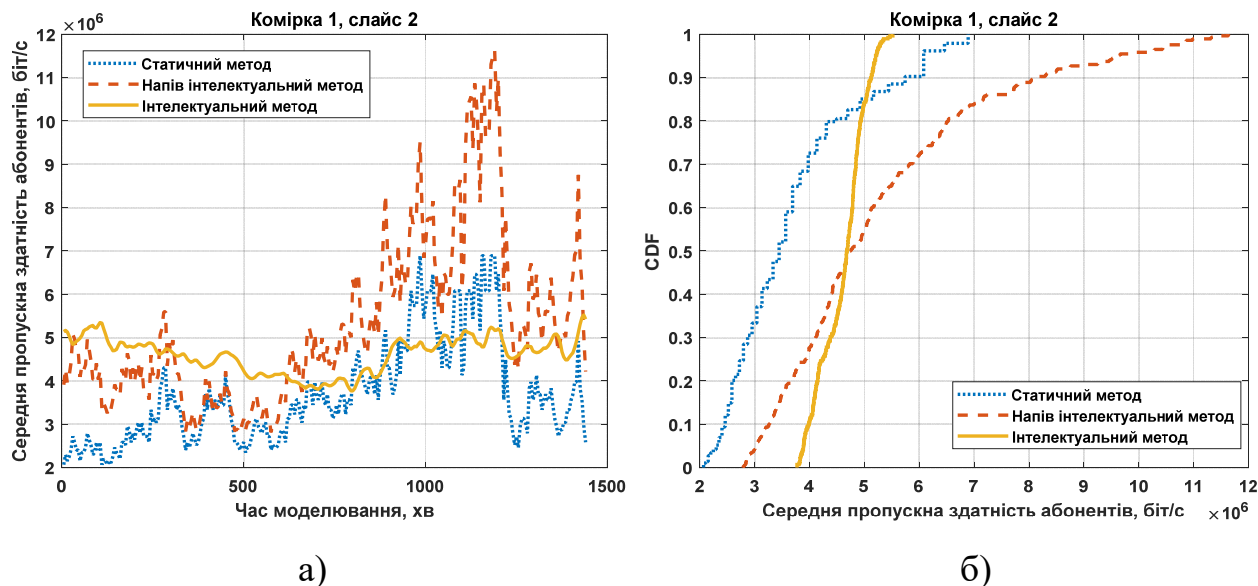 Комірка 1, слайс 2
×10⁶
12
11
10
9
8
7
6
5
4
3
2
Середня пропускна здатність абонентів, біт/с
Статичний метод
Напів інтелектуальний метод
Інтелектуальний метод
0
500
1000
1500
Час моделювання, хв
а)
Комірка 1, слайс 2
1
0.9
0.8
0.7
0.6
0.5
0.4
0.3
0.2
0.1
0
CDF
Статичний метод
Напів інтелектуальний метод
Інтелектуальний метод
2 3 4 5 6 7 8 9 10 11 12
Середня пропускна здатність абонентів, біт/с
×10⁶
б)